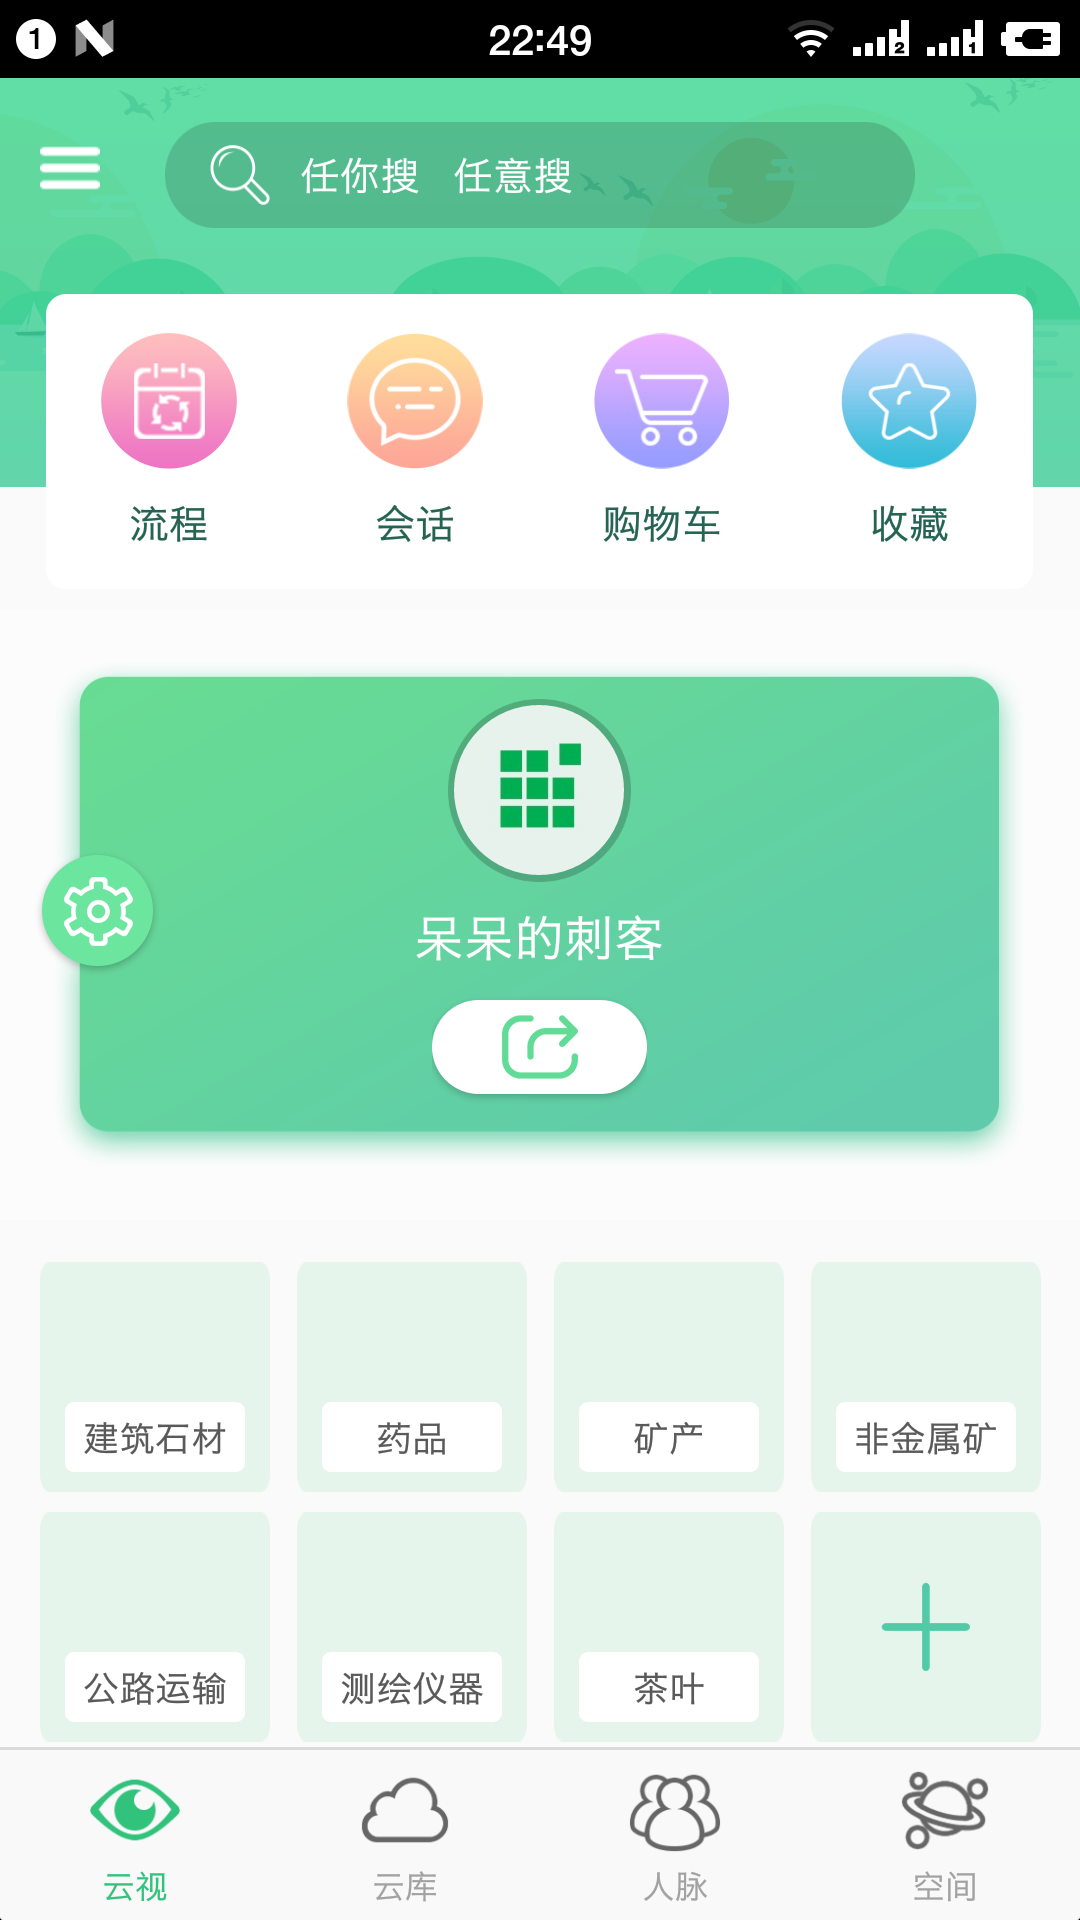 1
22:49
2
1
任你搜 任意搜
流程 会话 购物车 收藏
呆呆的刺客
建筑石材 药品 矿产 非金属矿
公路运输 测绘仪器 茶叶
云视 云库 人脉 空间